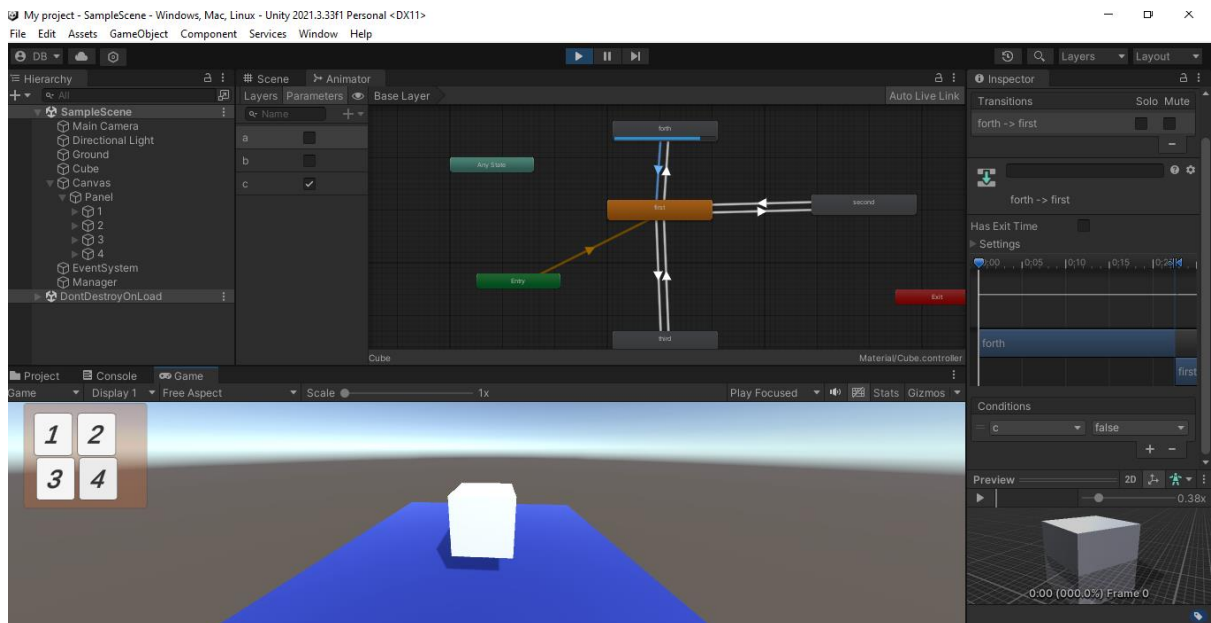 My project - SampleScene - Windows, Mac, Linux - Unity 2021.3.33f1 Personal <DX11>
File Edit Assets GameObject Component Services Window Help
DB
Layers Layout
Hierarchy
All
SampleScene
Main Camera
Directional Light
Ground
Cube
Canvas
Panel
1
2
3
4
EventSystem
Manager
DontDestroyOnLoad
Scene Animator
Layers Parameters Base Layer Auto Live Link
Name
a
b
c
forth
Any State
first
second
Entry
Exit
third
Cube Material/Cube.controller
Inspector
Transitions Solo Mute
forth -> first
forth -> first
Has Exit Time
Settings
0:05 0:10 0:15
forth
first
Conditions
c false
Preview 2D
0.38x
0:00 (000.0%) Frame 0
Project Console Game
Game Display 1 Free Aspect Scale 1x Play Focused Stats Gizmos
1 2
3 4